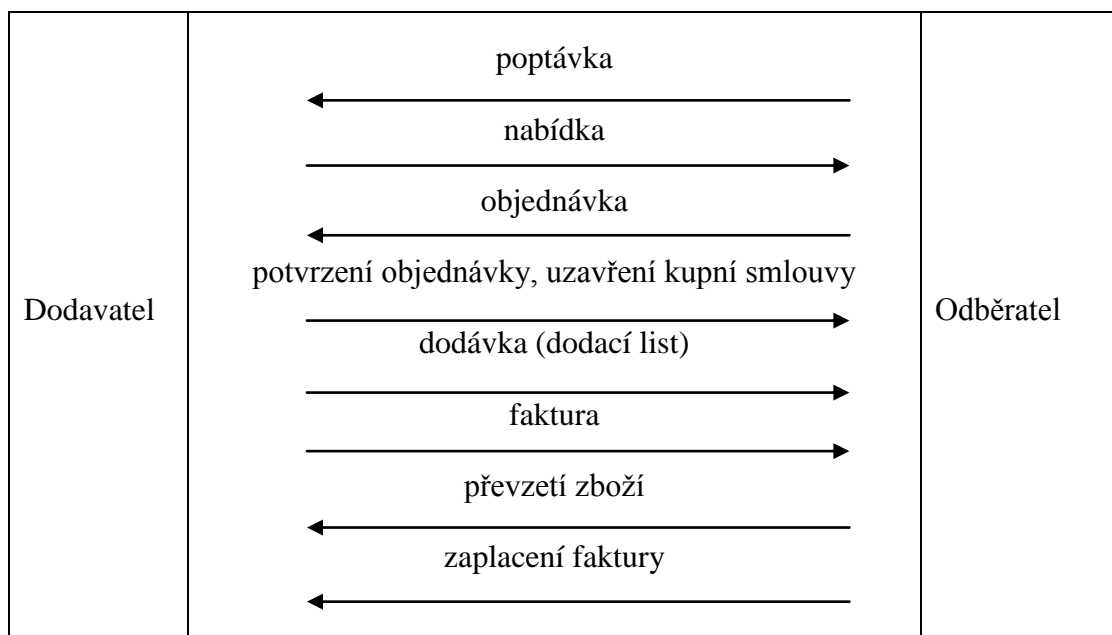 poptávka
nabídka
objednávka
potvrzení objednávky, uzavření kupní smlouvy
Dodavatel
Odběratel
dodávka (dodací list)
faktura
převzetí zboží
zaplacení faktury